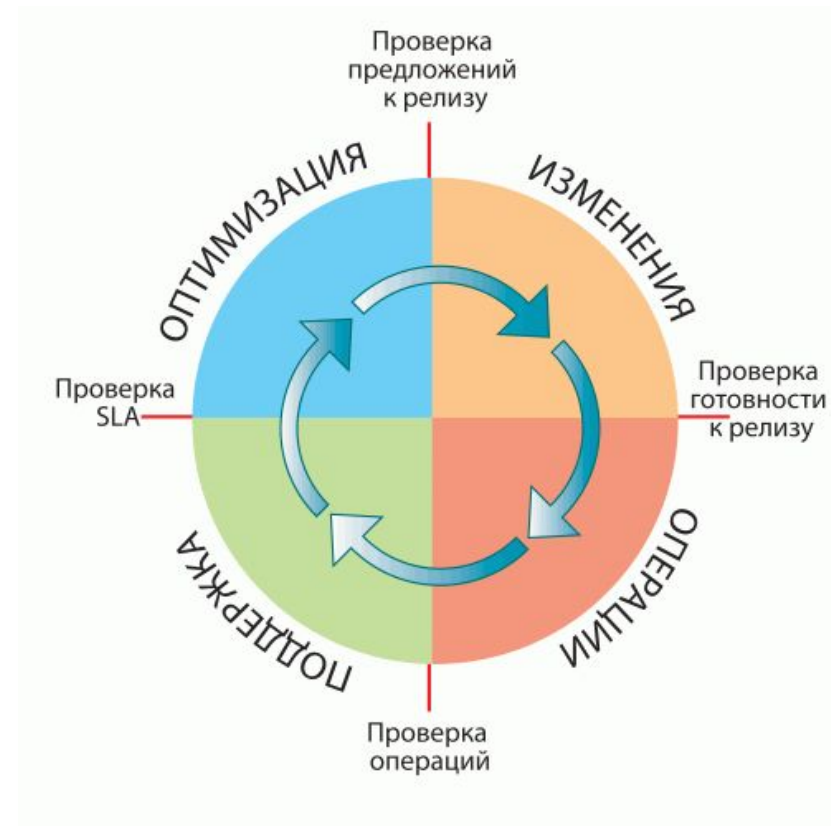 Проверка
предложений
к релизу
ОПТИМИЗАЦИЯ
ИЗМЕНЕНИЯ
Проверка
SLA
Проверка
готовности
к релизу
ПОДДЕРЖКА
ОПЕРАЦИИ
Проверка
операций